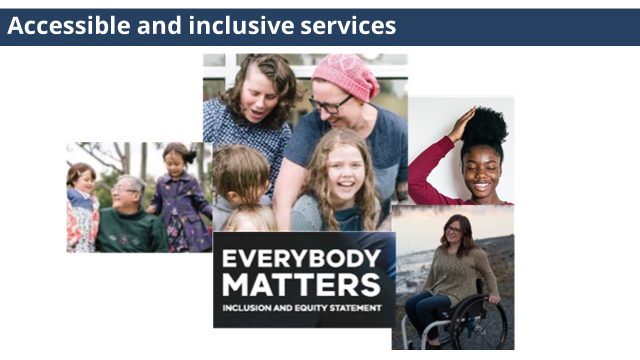 Accessible and inclusive services
EVERYBODY
MATTERS
INCLUSION AND EQUITY STATEMENT